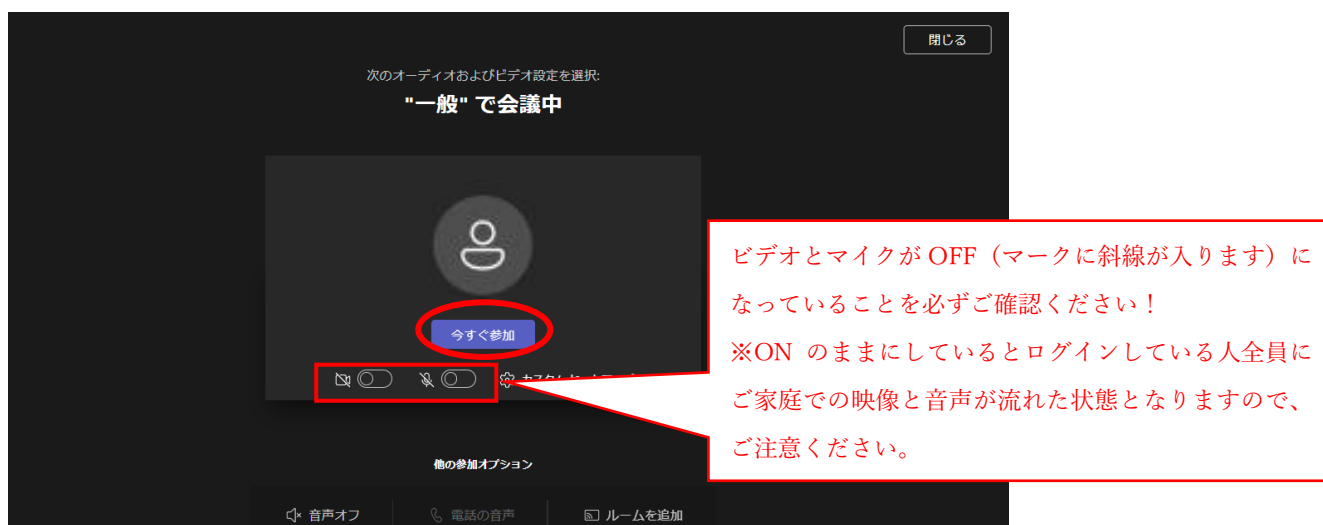 閉じる
次のオーディオおよびビデオ設定を選択:
"一般" で会議中
今すぐ参加
ビデオとマイクが OFF（マークに斜線が入ります）に
なっていることを必ずご確認ください！
※ON のままにしているとログインしている人全員に
ご家庭での映像と音声が流れた状態となりますので、
ご注意ください。
他の参加オプション
音声オフ
電話の音声
ルームを追加